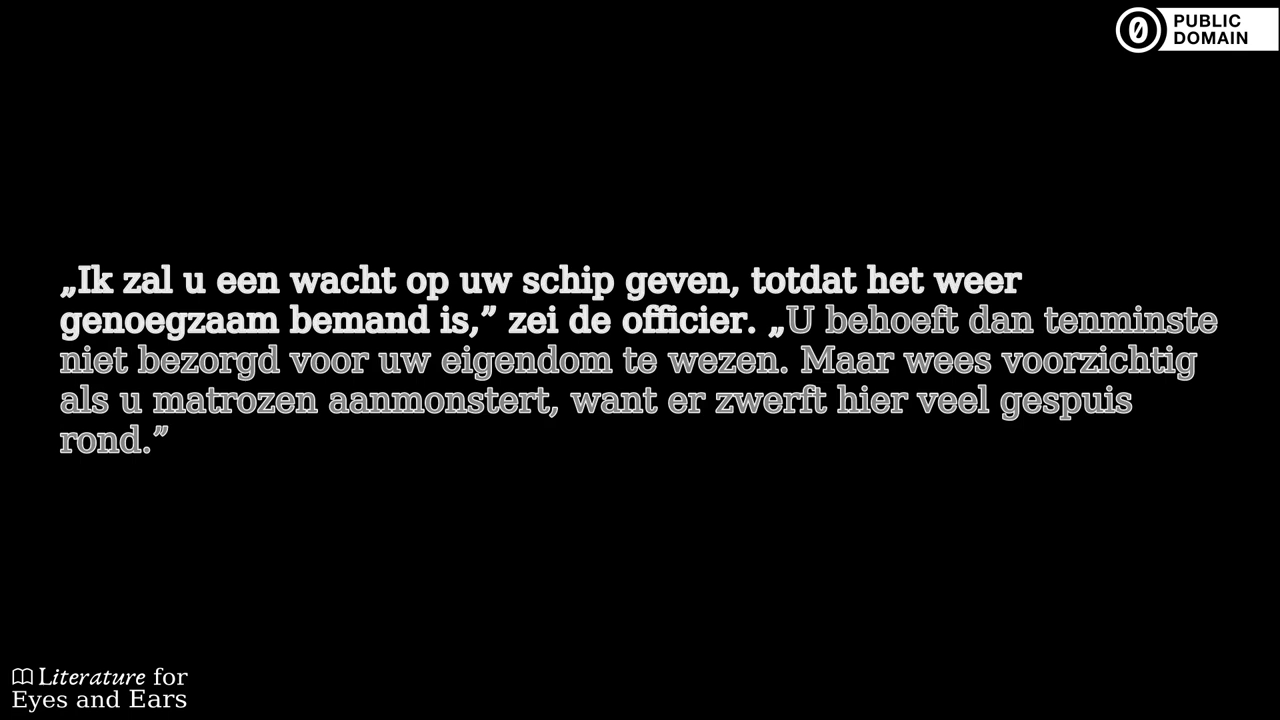 PUBLIC
DOMAIN
„Ik zal u een wacht op uw schip geven, totdat het weer
genoegzaam bemand is,” zei de officier. „U behoeft dan tenminste
niet bezorgd voor uw eigendom te wezen. Maar wees voorzichtig
als u matrozen aanmonstert, want er zwerft hier veel gespuis
rond.”
Literature for
Eyes and Ears